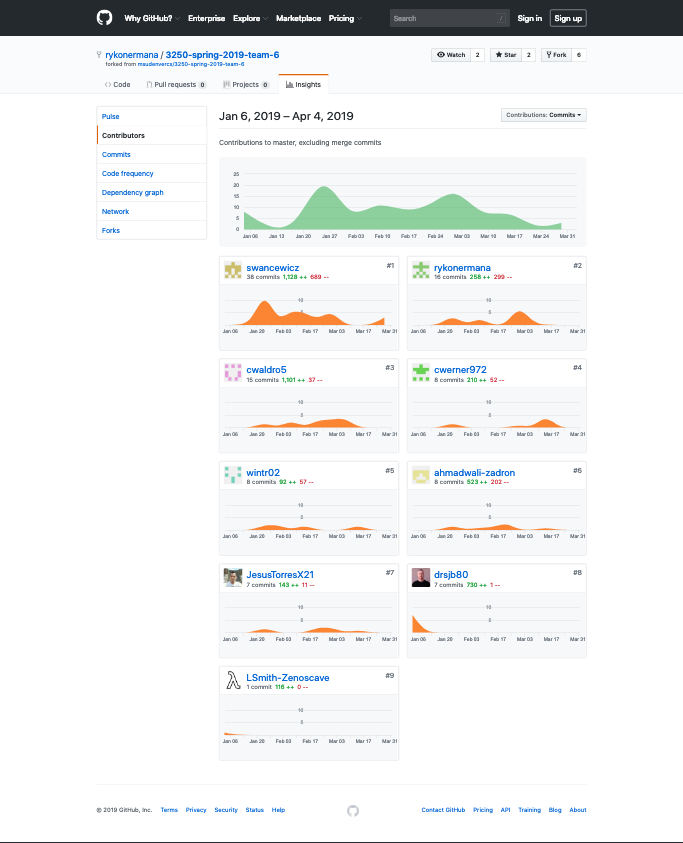 Why GitHub? Enterprise Explore Marketplace Pricing Search / Sign in Sign up
rykonermana / 3250-spring-2019-team-6
forked from msudenvercs/3250-spring-2019-team-6
Watch 2 Star 2 Fork 6
Code Pull requests 0 Projects 0 Insights
Pulse
Contributors
Commits
Code frequency
Dependency graph
Network
Forks
Jan 6, 2019 – Apr 4, 2019
Contributions: Commits
Contributions to master, excluding merge commits
25
20
15
10
5
0
Jan 06 Jan 13 Jan 20 Jan 27 Feb 03 Feb 10 Feb 17 Feb 24 Mar 03 Mar 10 Mar 17 Mar 24 Mar 31
swancewicz #1
38 commits 1,128 ++ 689 --
10
5
Jan 06 Jan 20 Feb 03 Feb 17 Mar 03 Mar 17 Mar 31
rykonermana #2
16 commits 258 ++ 299 --
10
5
Jan 06 Jan 20 Feb 03 Feb 17 Mar 03 Mar 17 Mar 31
cwaldro5 #3
15 commits 1,101 ++ 37 --
10
5
Jan 06 Jan 20 Feb 03 Feb 17 Mar 03 Mar 17 Mar 31
cwerner972 #4
8 commits 210 ++ 52 --
10
5
Jan 06 Jan 20 Feb 03 Feb 17 Mar 03 Mar 17 Mar 31
wintr02 #5
8 commits 92 ++ 57 --
10
5
Jan 06 Jan 20 Feb 03 Feb 17 Mar 03 Mar 17 Mar 31
ahmadwali-zadron #6
8 commits 523 ++ 202 --
10
5
Jan 06 Jan 20 Feb 03 Feb 17 Mar 03 Mar 17 Mar 31
JesusTorresX21 #7
7 commits 143 ++ 11 --
10
5
Jan 06 Jan 20 Feb 03 Feb 17 Mar 03 Mar 17 Mar 31
drsjb80 #8
7 commits 730 ++ 1 --
10
5
Jan 06 Jan 20 Feb 03 Feb 17 Mar 03 Mar 17 Mar 31
LSmith-Zenoscave #9
1 commit 116 ++ 0 --
10
5
Jan 06 Jan 20 Feb 03 Feb 17 Mar 03 Mar 17 Mar 31
© 2019 GitHub, Inc. Terms Privacy Security Status Help Contact GitHub Pricing API Training Blog About